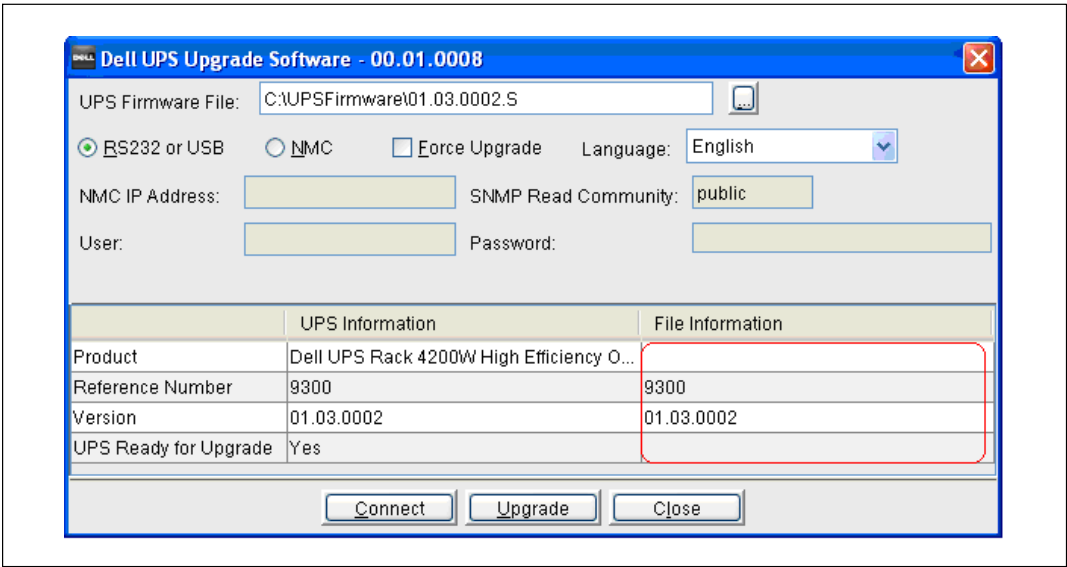 DELL Dell UPS Upgrade Software - 00.01.0008
UPS Firmware File: C:\UPSFirmware\01.03.0002.S ...
RS232 or USB NMC Force Upgrade Language: English
NMC IP Address: SNMP Read Community: public
User: Password:
UPS Information File Information
Product Dell UPS Rack 4200W High Efficiency O...
Reference Number 9300 9300
Version 01.03.0002 01.03.0002
UPS Ready for Upgrade Yes
Connect Upgrade Close